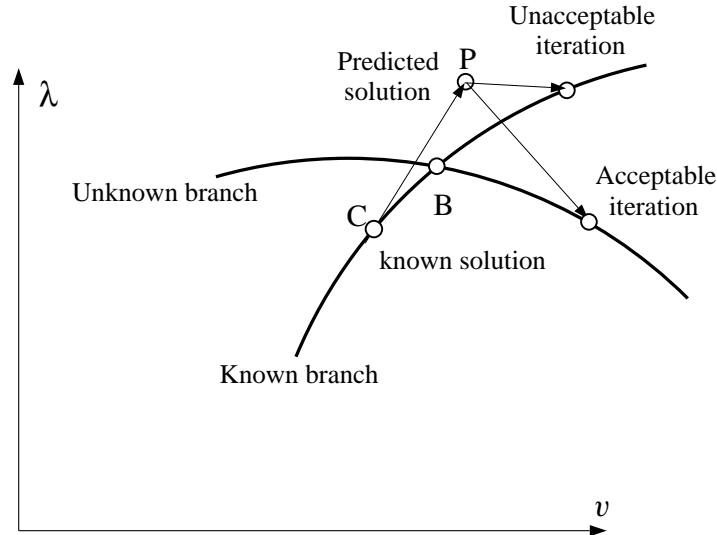 Unacceptable
iteration
P
Predicted
solution
λ
Unknown branch
B
Acceptable
iteration
C
known solution
Known branch
v